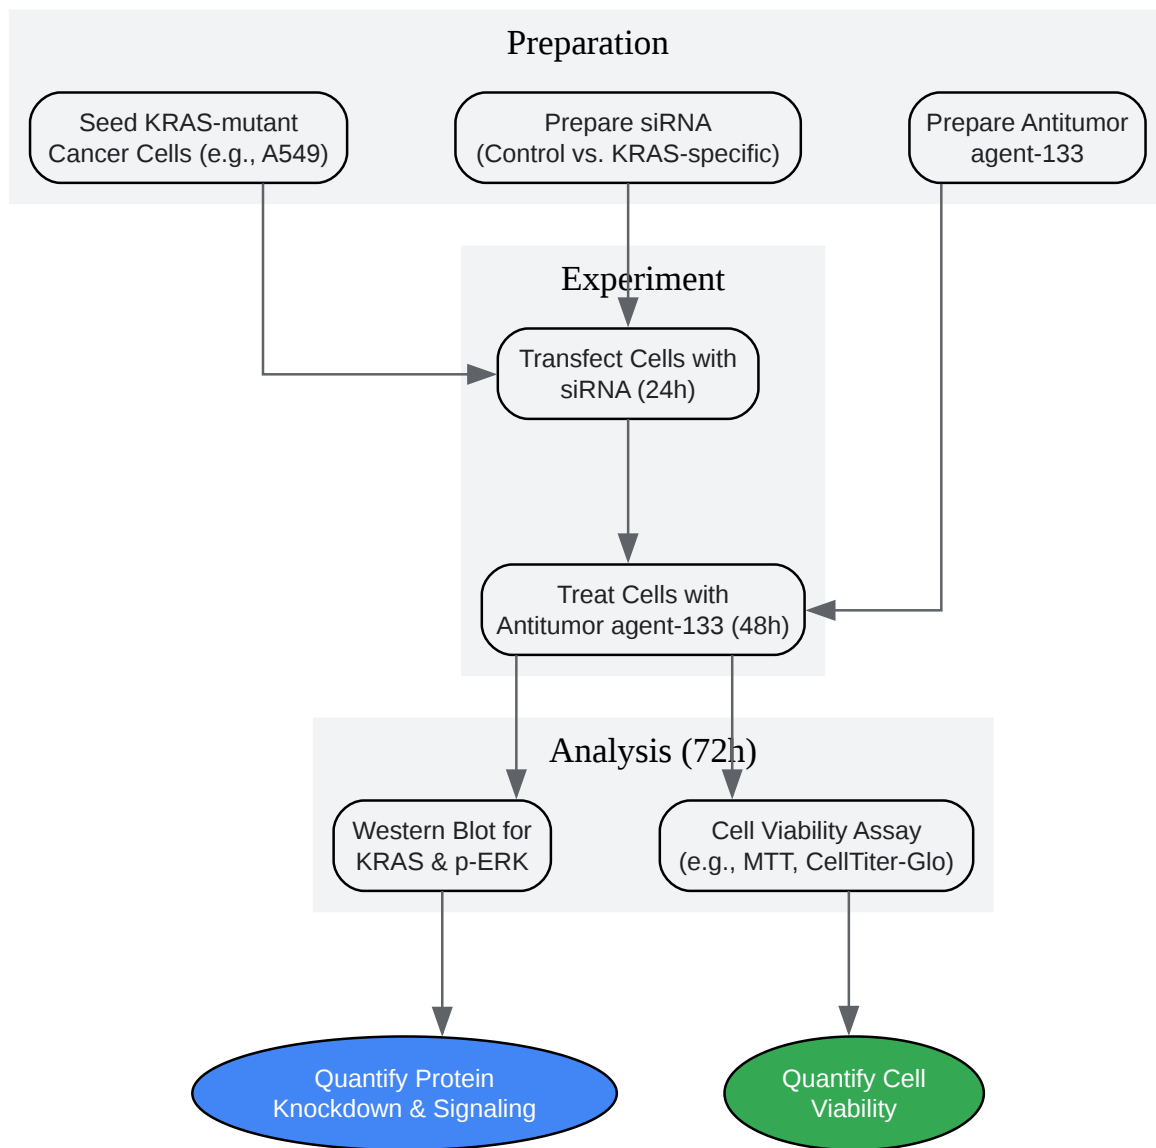 Preparation
Seed KRAS-mutant
Cancer Cells (e.g., A549)
Prepare siRNA
(Control vs. KRAS-specific)
Prepare Antitumor
agent-133
Experiment
Transfect Cells with
siRNA (24h)
Treat Cells with
Antitumor agent-133 (48h)
Analysis (72h)
Western Blot for
KRAS & p-ERK
Cell Viability Assay
(e.g., MTT, CellTiter-Glo)
Quantify Protein
Knockdown & Signaling
Quantify Cell
Viability